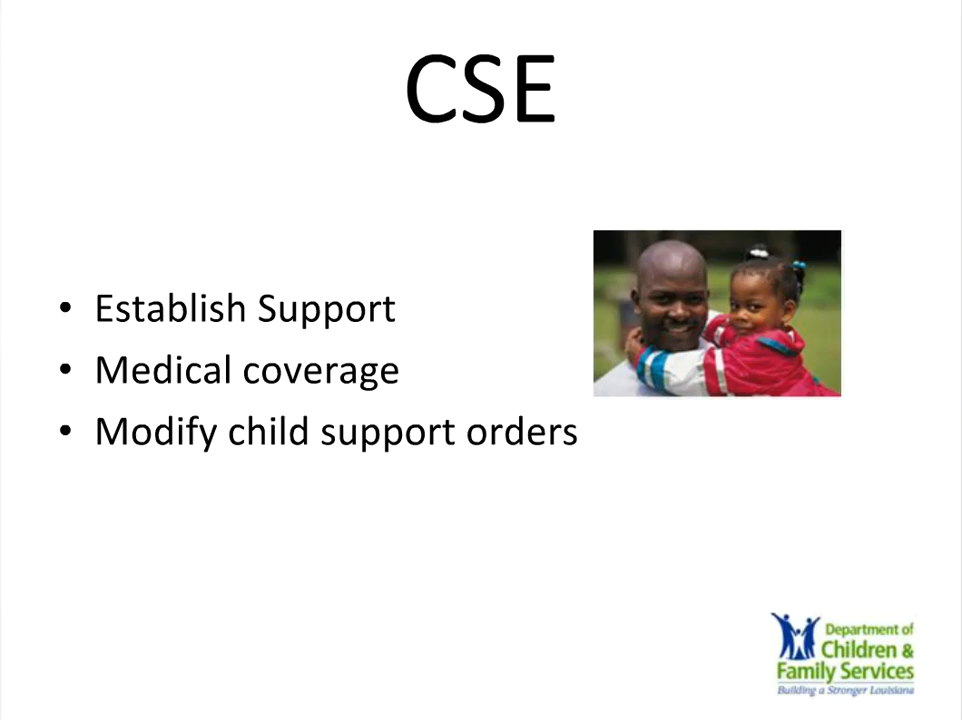 CSE
• Establish Support
• Medical coverage
• Modify child support orders
Department of
Children &
Family Services
Building a Stronger Louisiana